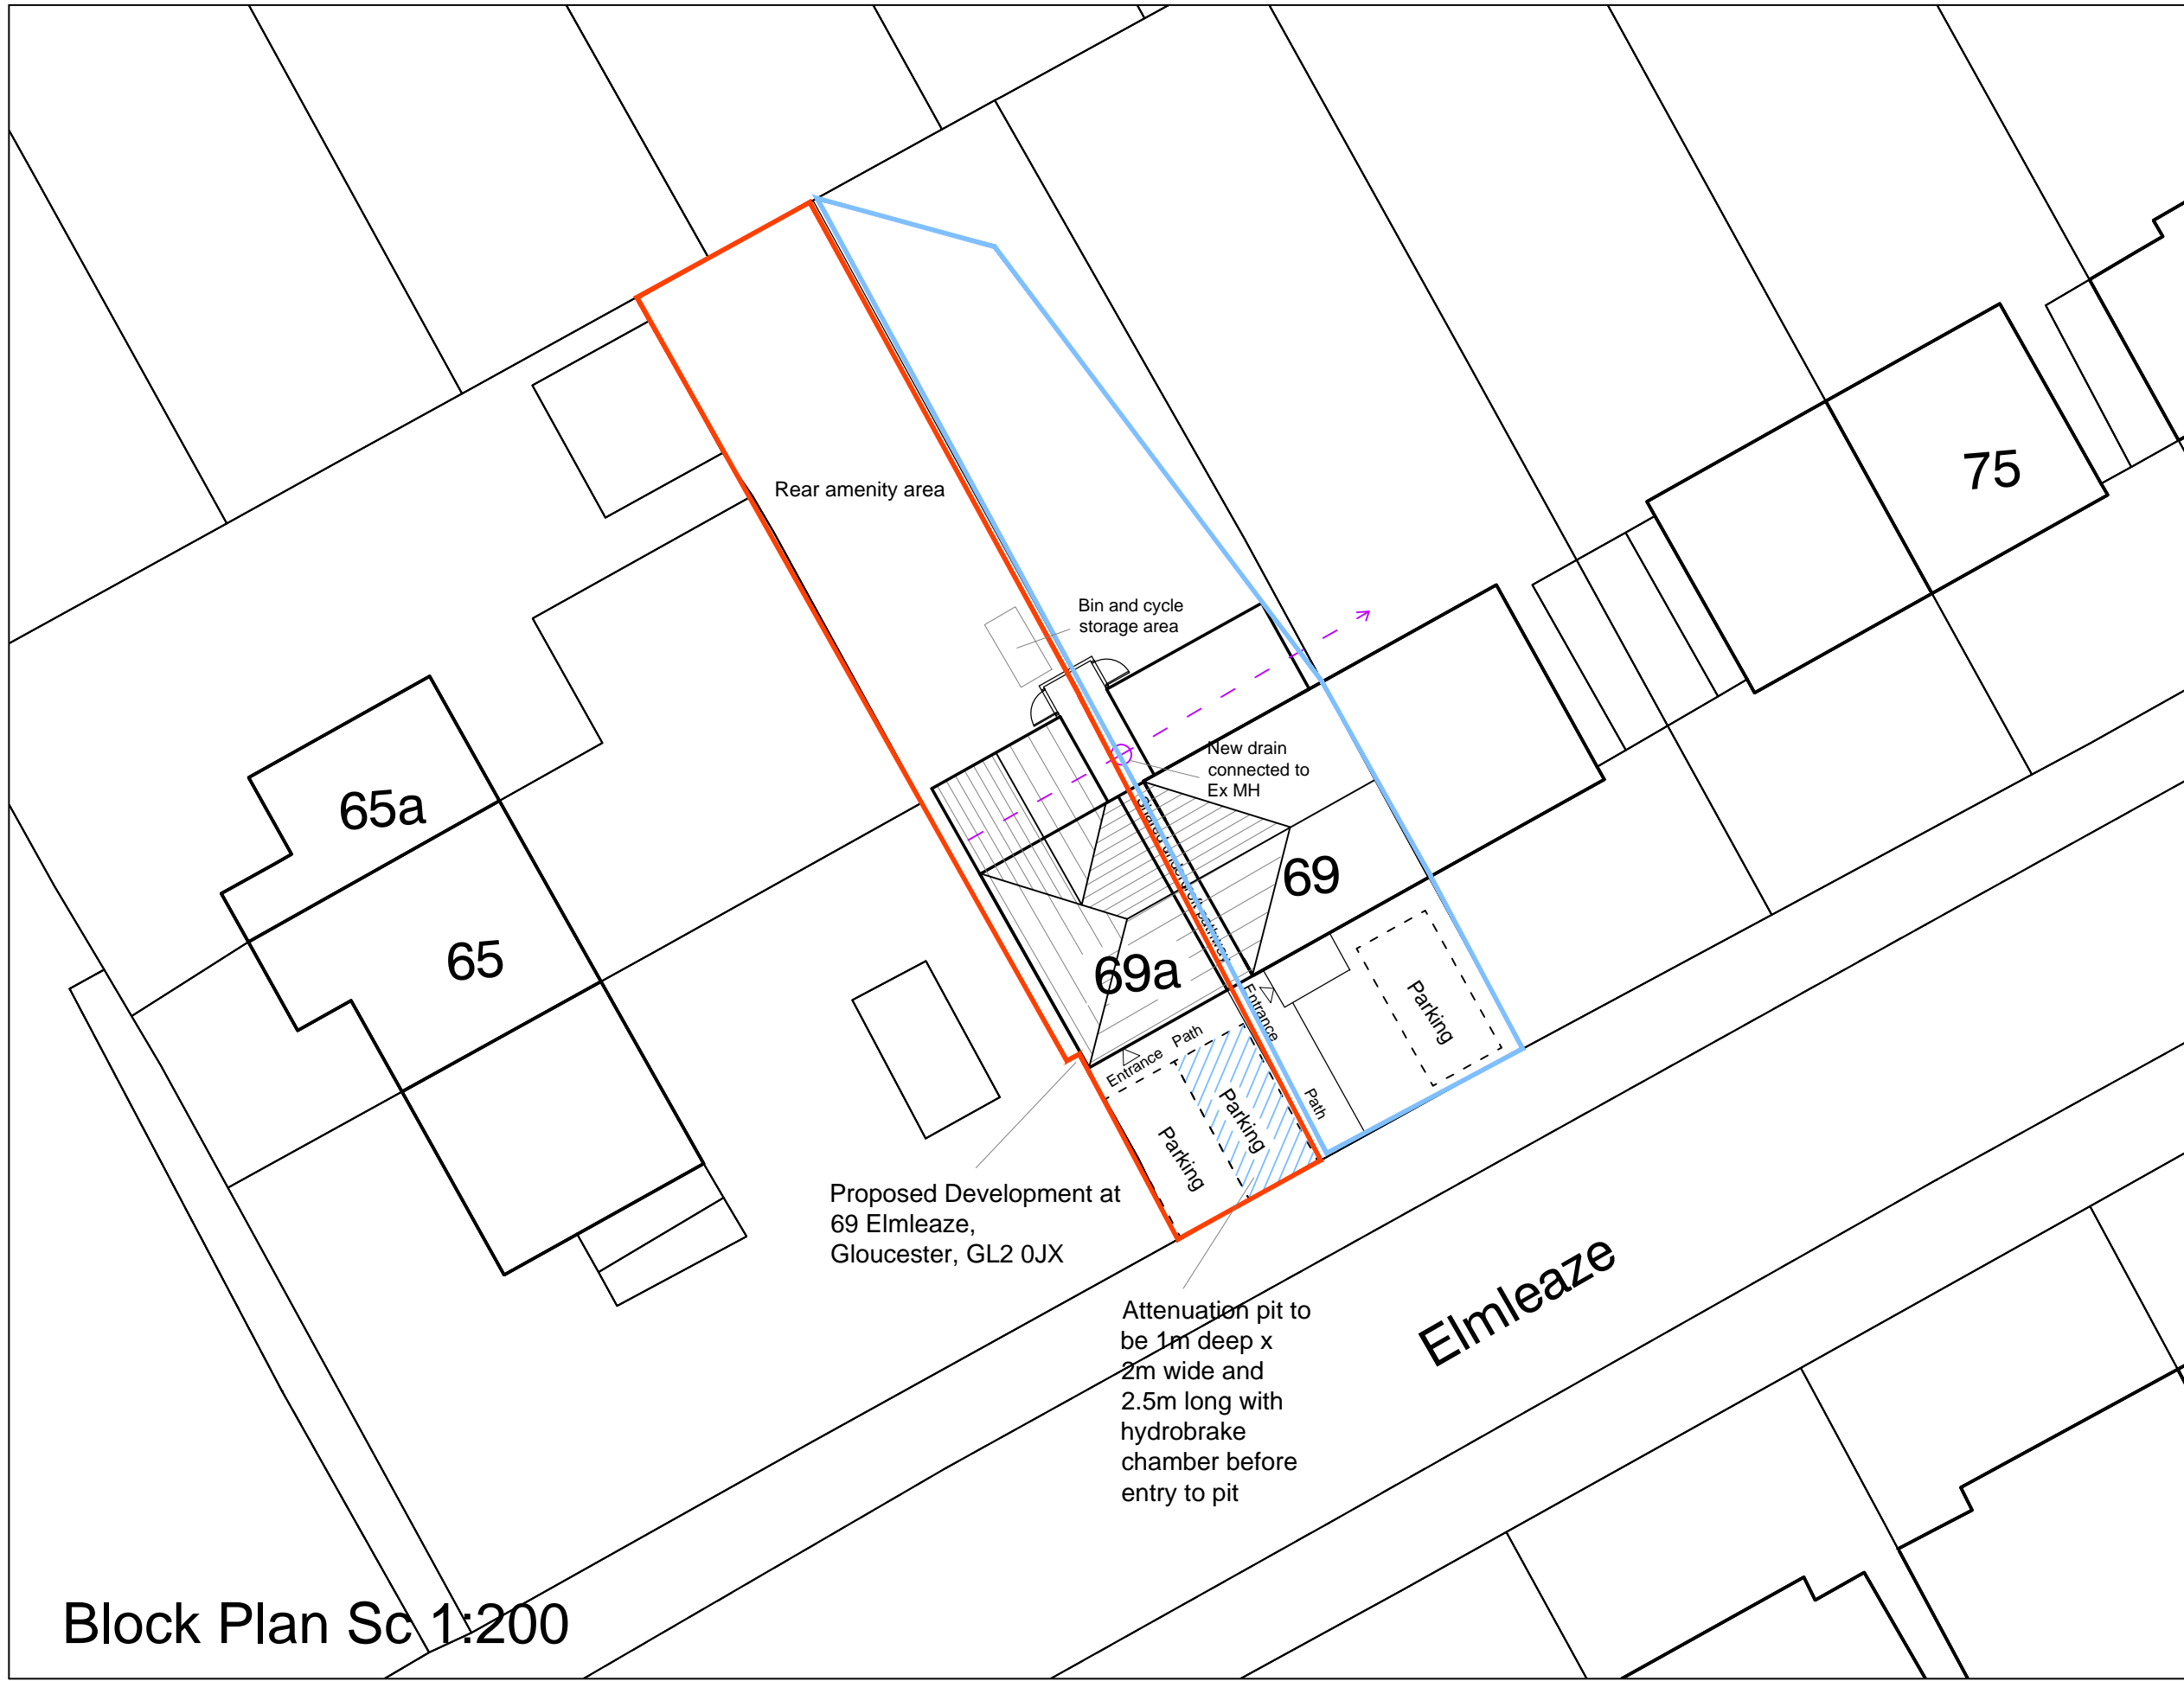 75
Rear amenity area
Bin and cycle
storage area
New drain
connected to
Ex MH
65a
65
69
69a
Shared undercroft pathway
Entrance
Path
Entrance
Path
Parking
Parking
Parking
Proposed Development at
69 Elmleaze,
Gloucester, GL2 0JX
Attenuation pit to
be 1m deep x
2m wide and
2.5m long with
hydrobrake
chamber before
entry to pit
Elmleaze
Block Plan Sc 1:200